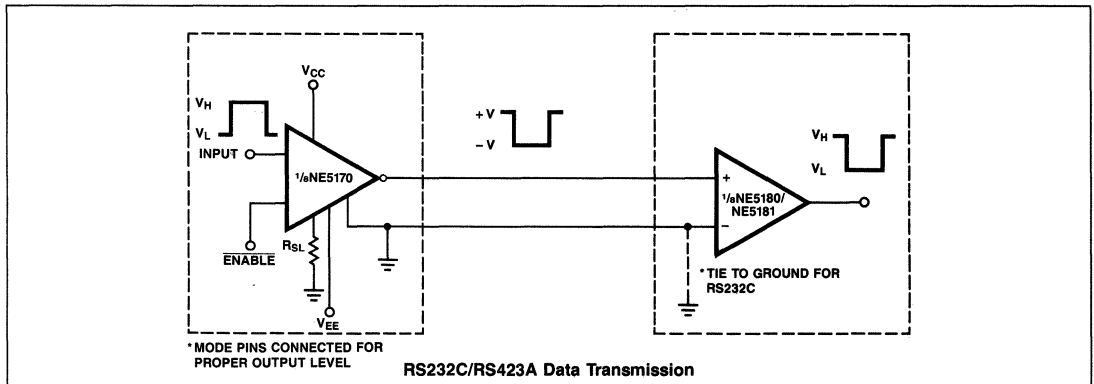 VCC
VH
VL
INPUT
1/8NE5170
ENABLE
RSL
VEE
* MODE PINS CONNECTED FOR
PROPER OUTPUT LEVEL
+ V
− V
VH
VL
+
1/8NE5180/
NE5181
−
* TIE TO GROUND FOR
RS232C
RS232C/RS423A Data Transmission